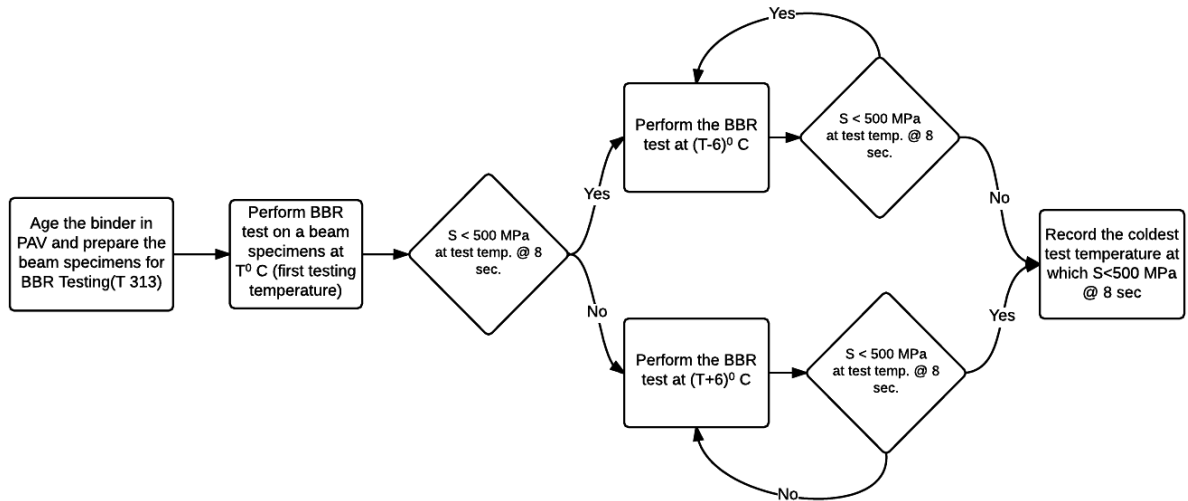 Age the binder in
PAV and prepare the
beam specimens for
BBR Testing(T 313)
Perform BBR
test on a beam
specimens at
T⁰ C (first testing
temperature)
S < 500 MPa
at test temp. @ 8
sec.
Yes
No
Perform the BBR
test at (T-6)⁰ C
S < 500 MPa
at test temp. @ 8
sec.
Yes
No
Perform the BBR
test at (T+6)⁰ C
S < 500 MPa
at test temp. @ 8
sec.
No
Yes
Record the coldest
test temperature at
which S<500 MPa
@ 8 sec